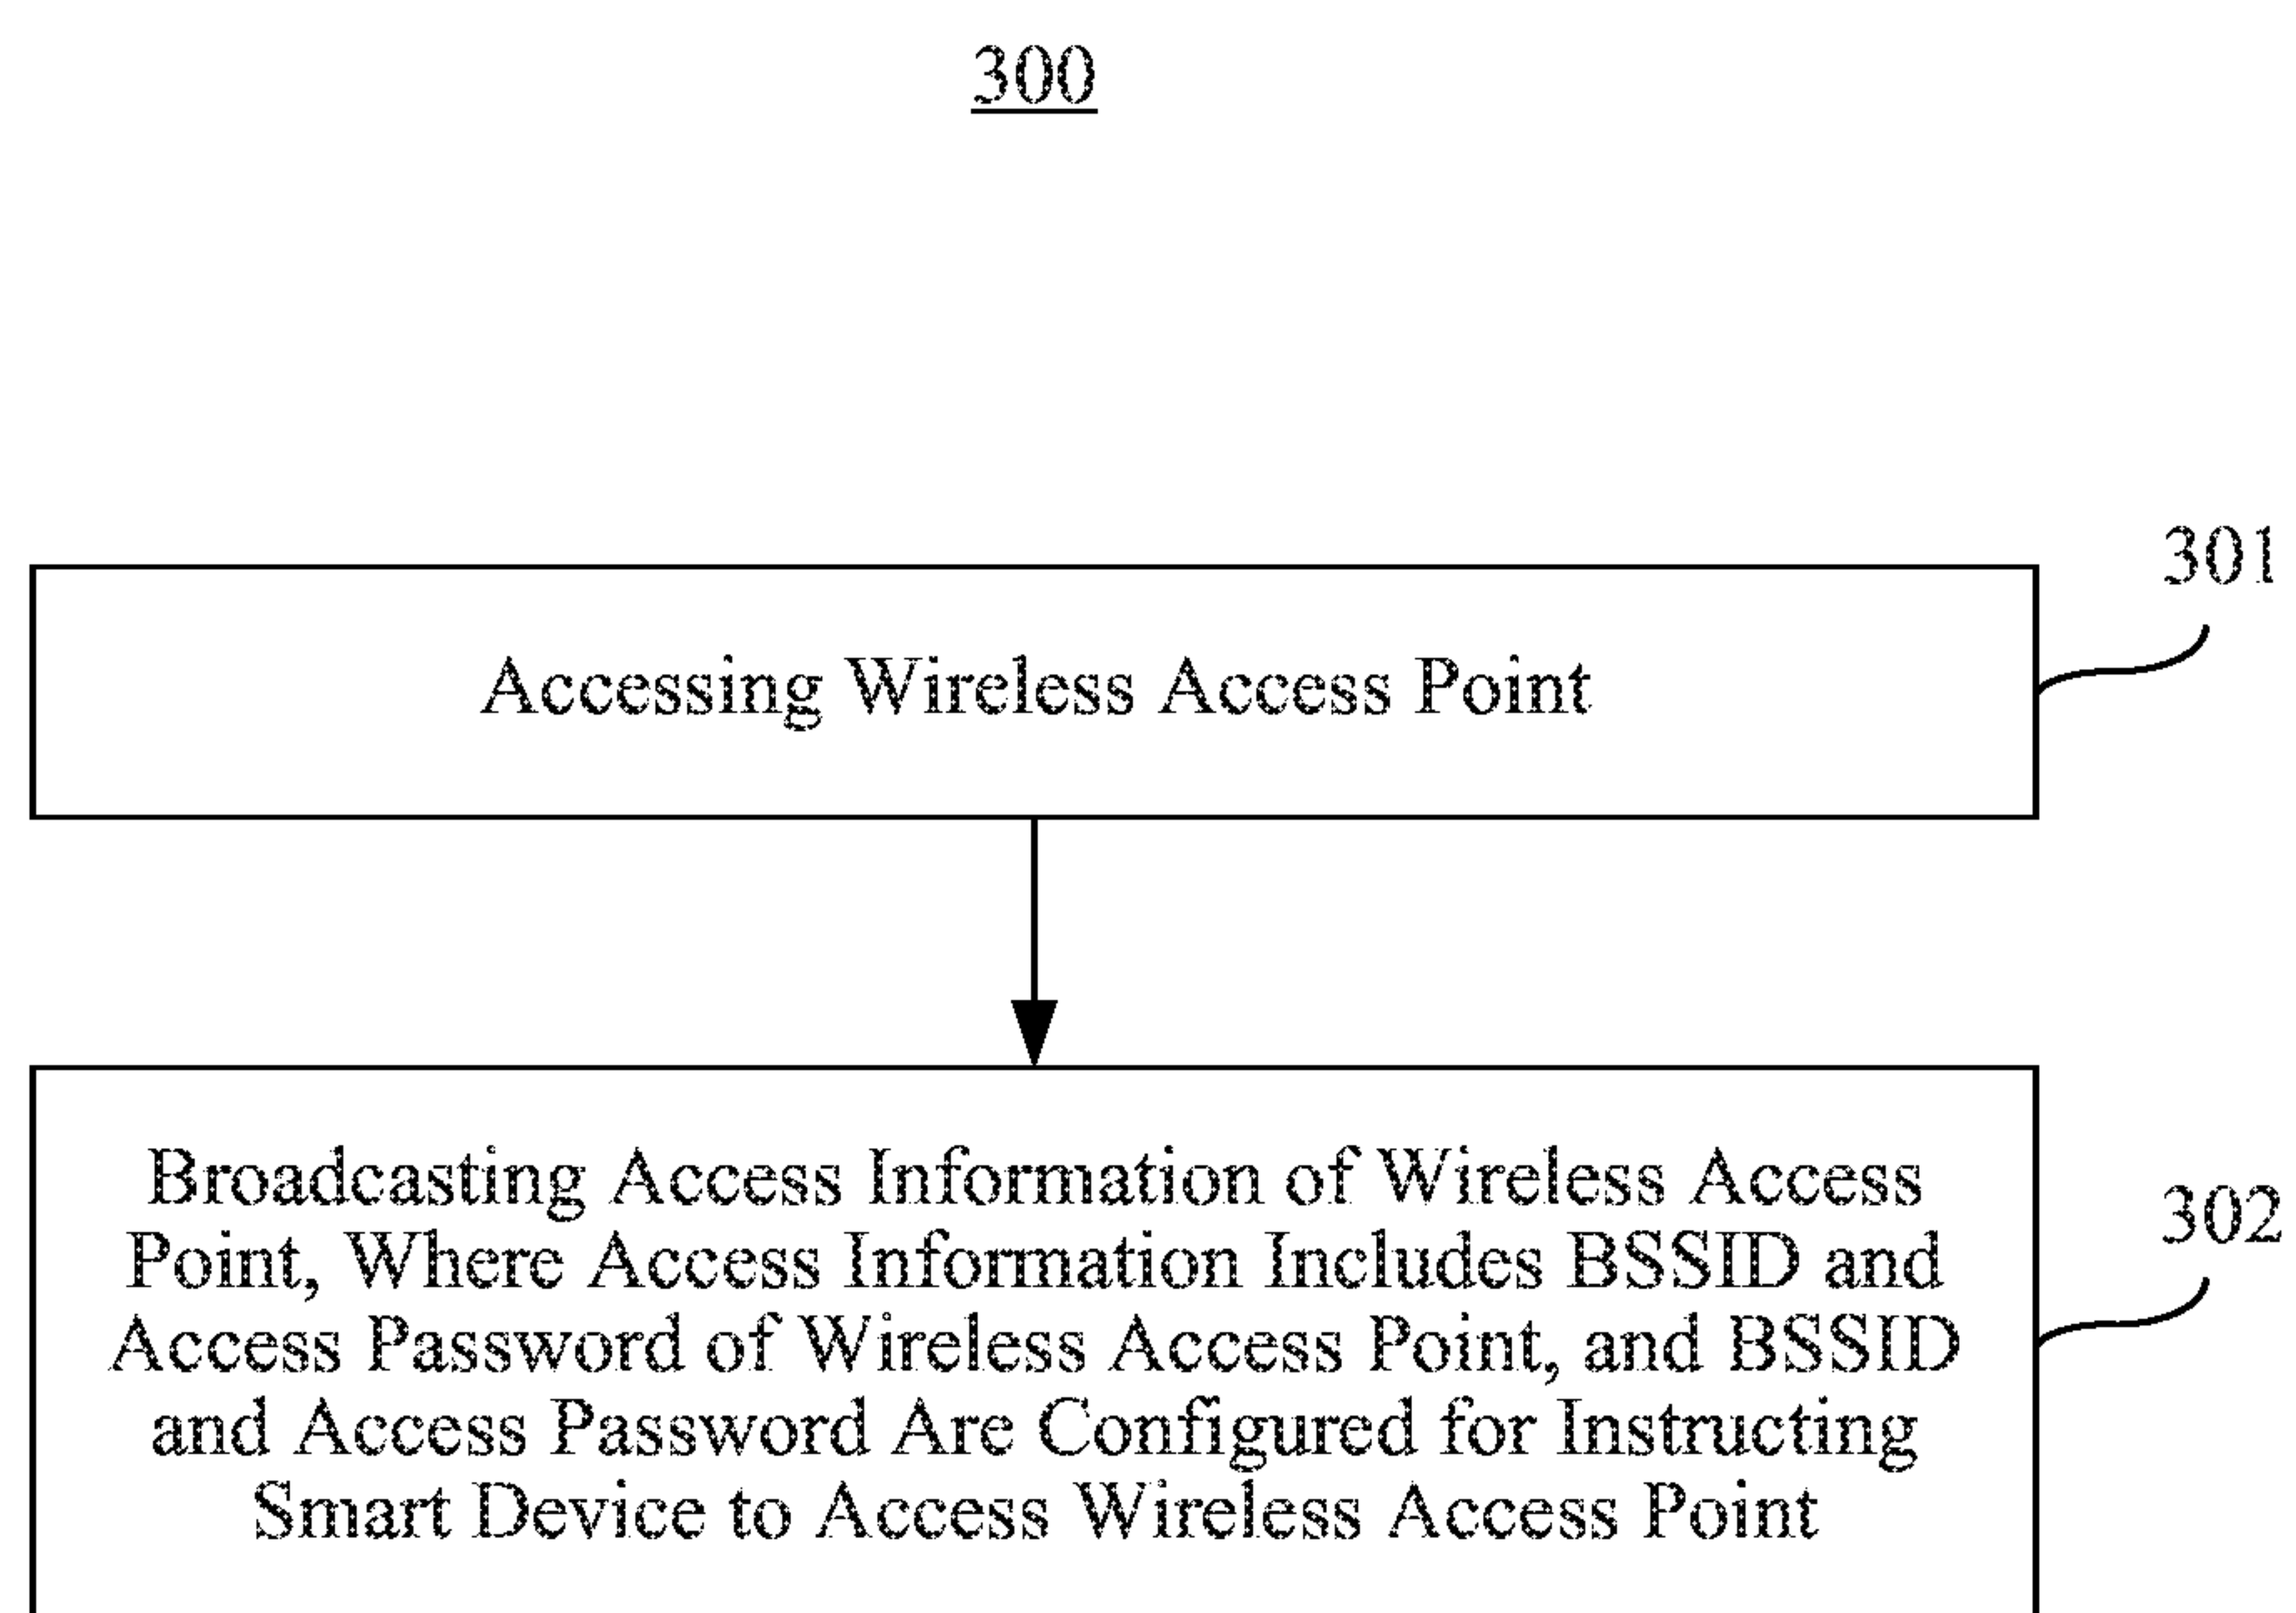 300
301
Accessing Wireless Access Point
Broadcasting Access Information of Wireless Access
Point, Where Access Information Includes BSSID and
Access Password of Wireless Access Point, and BSSID
and Access Password Are Configured for Instructing
Smart Device to Access Wireless Access Point
302